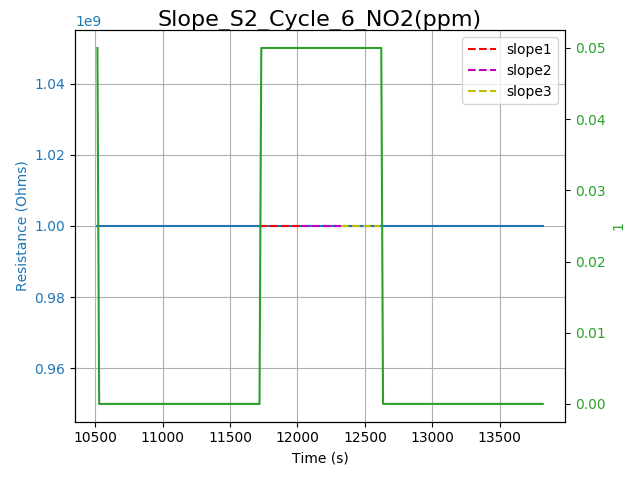 Slope_S2_Cycle_6_NO2(ppm)
1e9
slope1
slope2
slope3
1.04
1.02
1.00
0.98
0.96
Resistance (Ohms)
0.05
0.04
0.03
0.02
0.01
0.00
1
10500 11000 11500 12000 12500 13000 13500
Time (s)